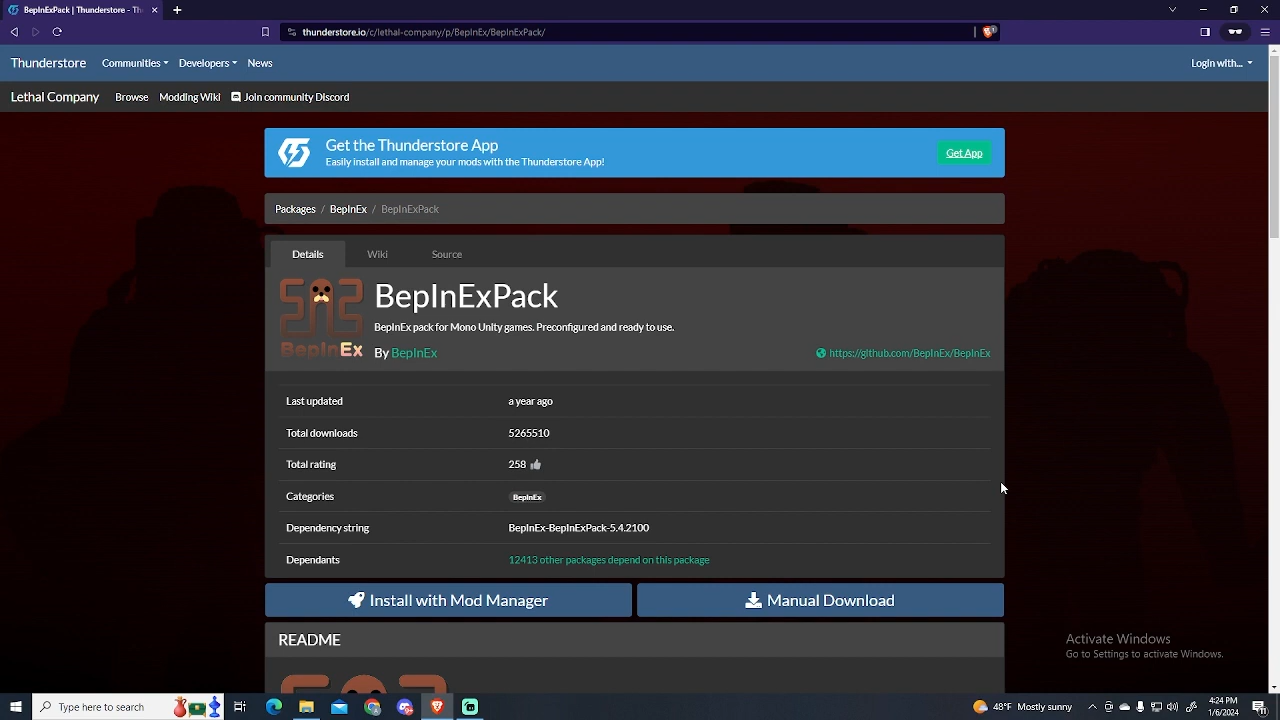 BepInExPack | Thunderstore - Th
thunderstore.io/c/lethal-company/p/BepInEx/BepInExPack/
Thunderstore Communities Developers News Login with...
Lethal Company Browse Modding Wiki Join community Discord
Get the Thunderstore App
Easily install and manage your mods with the Thunderstore App!
Get App
Packages / BepInEx / BepInExPack
Details Wiki Source
BepInExPack
BepInEx pack for Mono Unity games. Preconfigured and ready to use.
BepInEx
By BepInEx
https://github.com/BepInEx/BepInEx
Last updated a year ago
Total downloads 5265510
Total rating 258
Categories BepInEx
Dependency string BepInEx-BepInExPack-5.4.2100
Dependants 12413 other packages depend on this package
Install with Mod Manager Manual Download
README
Activate Windows
Go to Settings to activate Windows.
Type here to search
48°F Mostly sunny
4:24 PM
1/6/2024